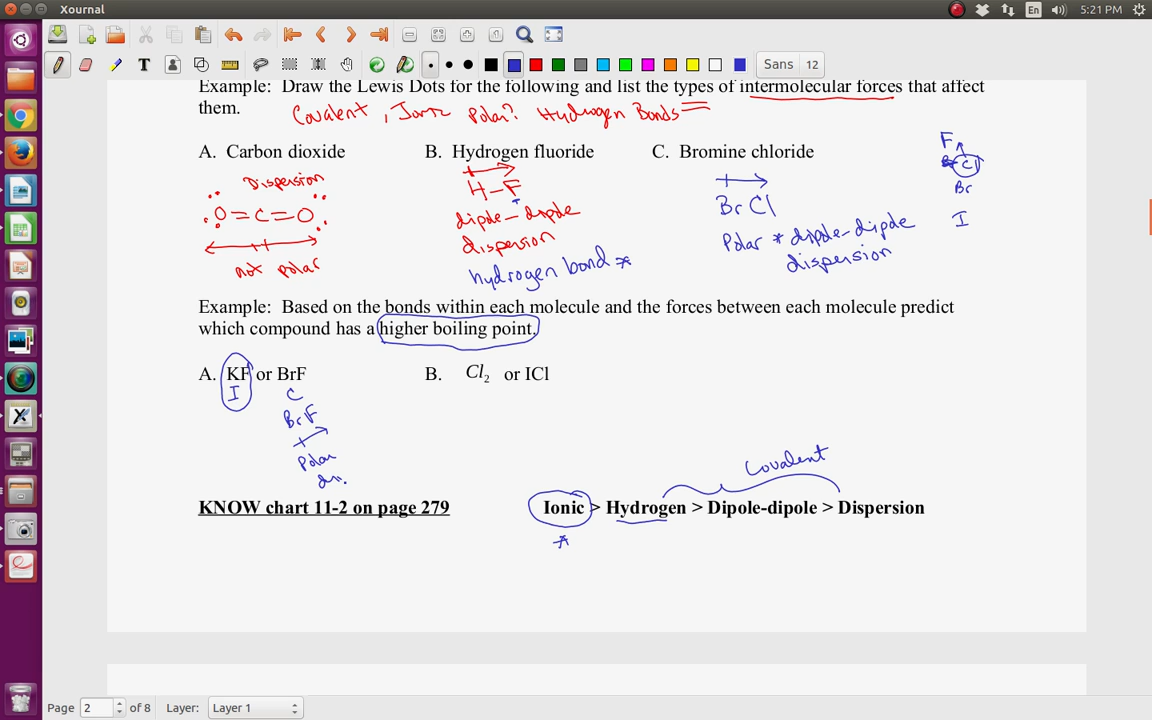 Xournal
En
5:21 PM
T
Sans 12
Example: Draw the Lewis Dots for the following and list the types of intermolecular forces that affect
them.
Covalent , Ionic Polar? Hydrogen Bonds
A. Carbon dioxide B. Hydrogen fluoride C. Bromine chloride
F
Cl
Br
I
Dispersion
O=C=O
not polar
H-F
dipole-dipole
dispersion
hydrogen bond *
BrCl
Polar * dipole-dipole
dispersion
Example: Based on the bonds within each molecule and the forces between each molecule predict
which compound has a higher boiling point.
A. KF or BrF B. Cl2 or ICl
I C
BrF
Polar
Covalent
KNOW chart 11-2 on page 279 Ionic > Hydrogen > Dipole-dipole > Dispersion
*
Page 2 of 8 Layer: Layer 1